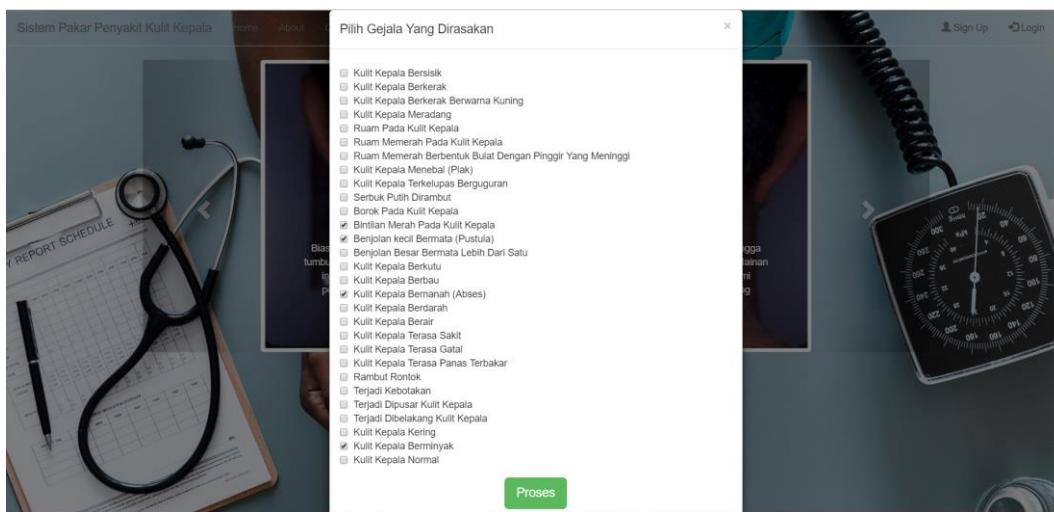 Sistem Pakar Penyakit Kulit Kepala Home About
Sign Up Login
Pilih Gejala Yang Dirasakan ×
Kulit Kepala Bersisik
Kulit Kepala Berkerak
Kulit Kepala Berkerak Berwarna Kuning
Kulit Kepala Meradang
Ruam Pada Kulit Kepala
Ruam Memerah Pada Kulit Kepala
Ruam Memerah Berbentuk Bulat Dengan Pinggir Yang Meninggi
Kulit Kepala Menebal (Plak)
Kulit Kepala Terkelupas Berguguran
Serbuk Putih Dirambut
Borok Pada Kulit Kepala
Bintilan Merah Pada Kulit Kepala
Benjolan kecil Bermata (Pustula)
Benjolan Besar Bermata Lebih Dari Satu
Kulit Kepala Berkutu
Kulit Kepala Berbau
Kulit Kepala Bernanah (Abses)
Kulit Kepala Berdarah
Kulit Kepala Berair
Kulit Kepala Terasa Sakit
Kulit Kepala Terasa Gatal
Kulit Kepala Terasa Panas Terbakar
Rambut Rontok
Terjadi Kebotakan
Terjadi Dipusar Kulit Kepala
Terjadi Dibelakang Kulit Kepala
Kulit Kepala Kering
Kulit Kepala Berminyak
Kulit Kepala Normal
Proses
REPORT SCHEDULE